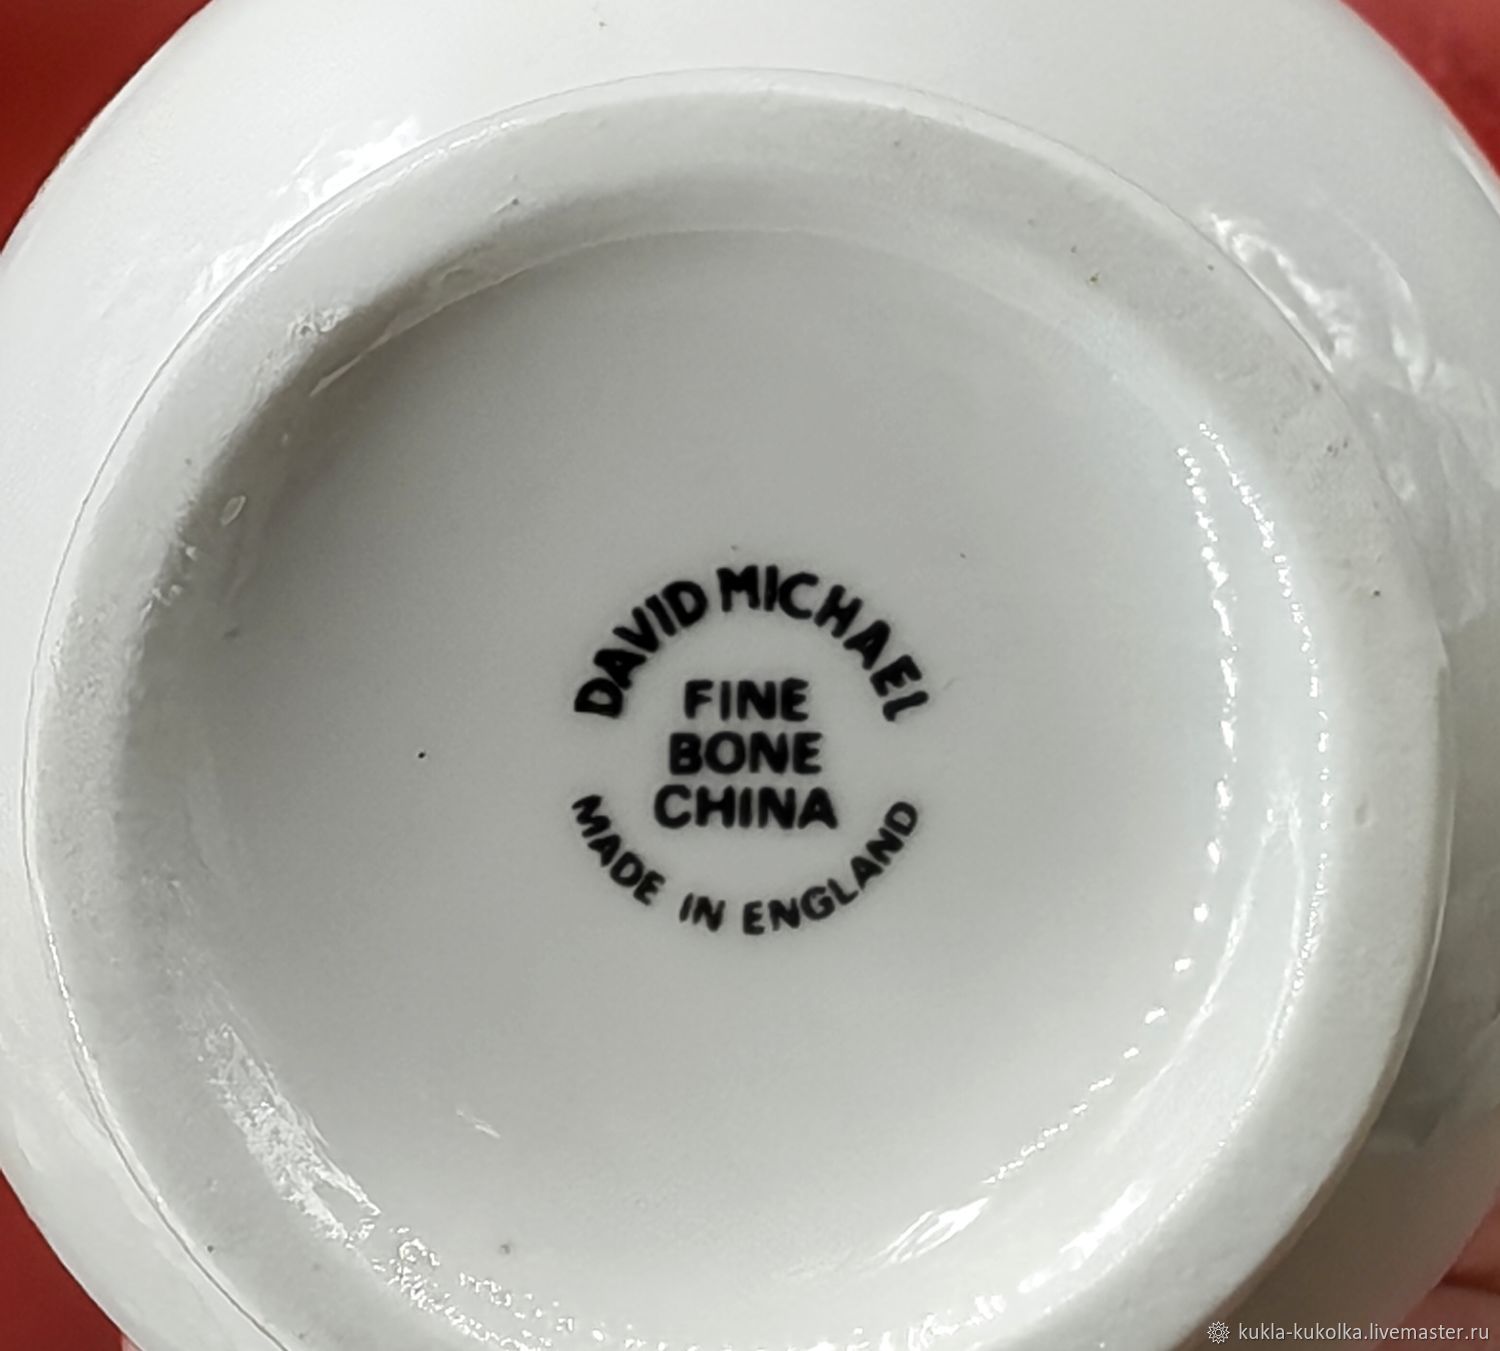 DAVID MICHAEL
FINE
BONE
CHINA
MADE IN ENGLAND
kukla-kukolka.livemaster.ru